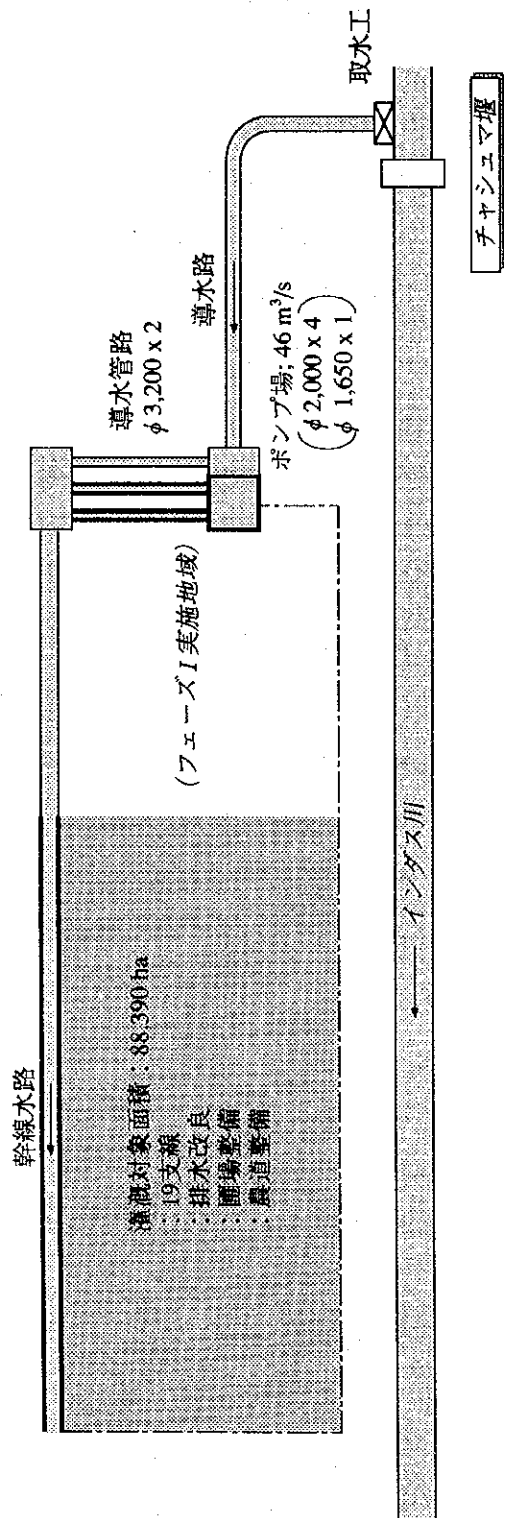 幹線水路
灌漑対象面積 : 88.390 ha
· 19支線
· 排水改良
· 圃場整備
· 農道整備
(フェーズI実施地域)
導水管路
φ 3,200 x 2
導水路
ポンプ場; 46 m³/s
(φ 2,000 x 4
φ 1,650 x 1)
取水工
インダス川
チャシュマ堰